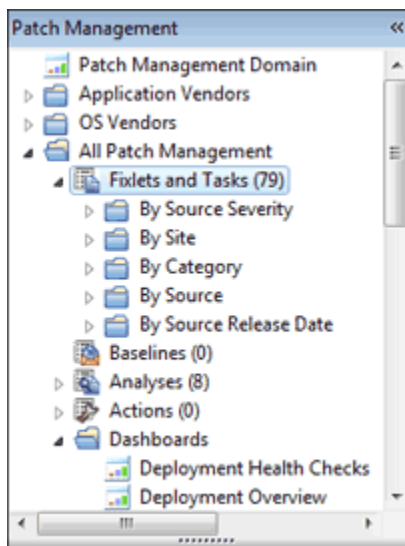 Patch Management
Patch Management Domain
Application Vendors
OS Vendors
All Patch Management
Fixlets and Tasks (79)
By Source Severity
By Site
By Category
By Source
By Source Release Date
Baselines (0)
Analyses (8)
Actions (0)
Dashboards
Deployment Health Checks
Deployment Overview